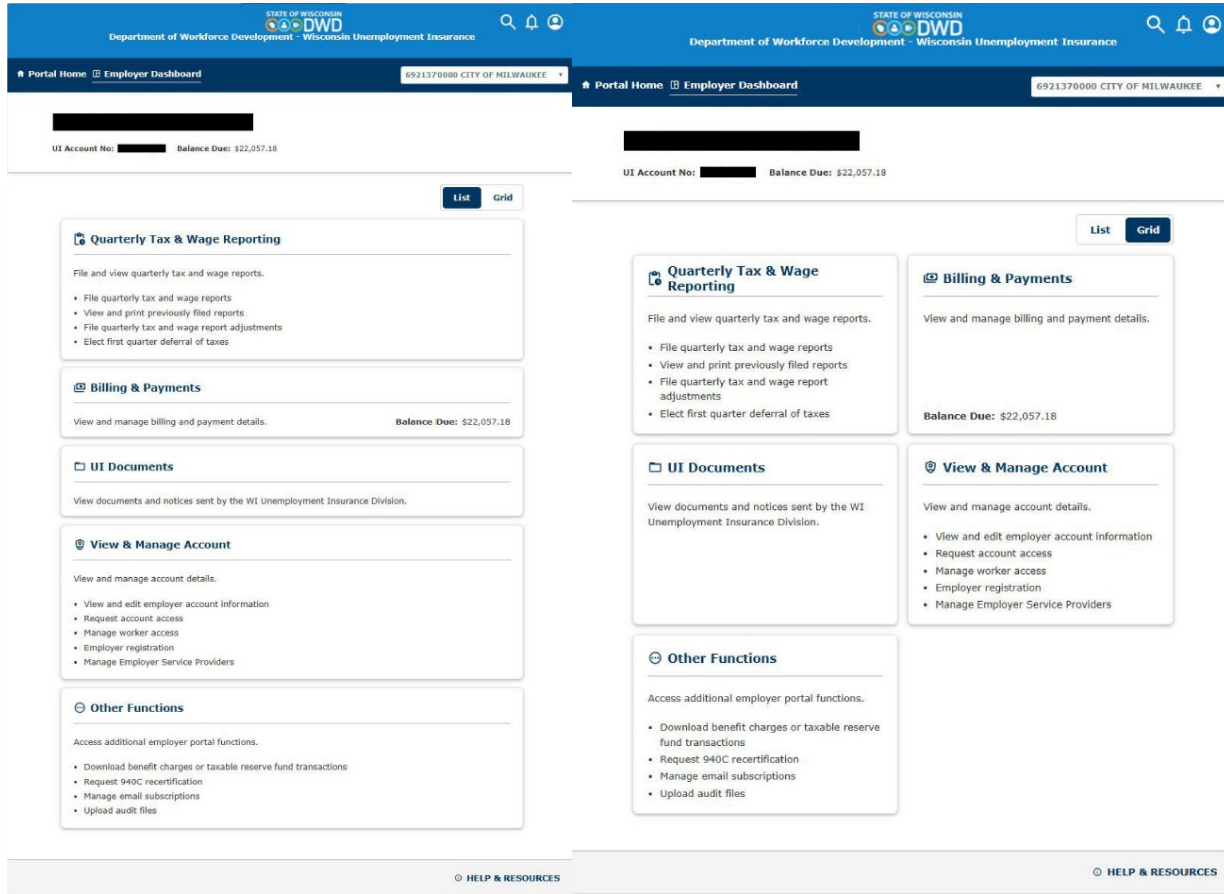 STATE OF WISCONSIN
DWD
Department of Workforce Development - Wisconsin Unemployment Insurance
Portal Home Employer Dashboard
6921370000 CITY OF MILWAUKEE
UI Account No: Balance Due: $22,057.18
List Grid
Quarterly Tax & Wage Reporting
File and view quarterly tax and wage reports.
• File quarterly tax and wage reports
• View and print previously filed reports
• File quarterly tax and wage report adjustments
• Elect first quarter deferral of taxes
Billing & Payments
View and manage billing and payment details. Balance Due: $22,057.18
UI Documents
View documents and notices sent by the WI Unemployment Insurance Division.
View & Manage Account
View and manage account details.
• View and edit employer account information
• Request account access
• Manage worker access
• Employer registration
• Manage Employer Service Providers
Other Functions
Access additional employer portal functions.
• Download benefit charges or taxable reserve fund transactions
• Request 940C recertification
• Manage email subscriptions
• Upload audit files
HELP & RESOURCES
STATE OF WISCONSIN
DWD
Department of Workforce Development - Wisconsin Unemployment Insurance
Portal Home Employer Dashboard
6921370000 CITY OF MILWAUKEE
UI Account No: Balance Due: $22,057.18
List Grid
Quarterly Tax & Wage
Reporting
File and view quarterly tax and wage reports.
• File quarterly tax and wage reports
• View and print previously filed reports
• File quarterly tax and wage report
adjustments
• Elect first quarter deferral of taxes
Billing & Payments
View and manage billing and payment details.
Balance Due: $22,057.18
UI Documents
View documents and notices sent by the WI
Unemployment Insurance Division.
View & Manage Account
View and manage account details.
• View and edit employer account information
• Request account access
• Manage worker access
• Employer registration
• Manage Employer Service Providers
Other Functions
Access additional employer portal functions.
• Download benefit charges or taxable reserve
fund transactions
• Request 940C recertification
• Manage email subscriptions
• Upload audit files
HELP & RESOURCES